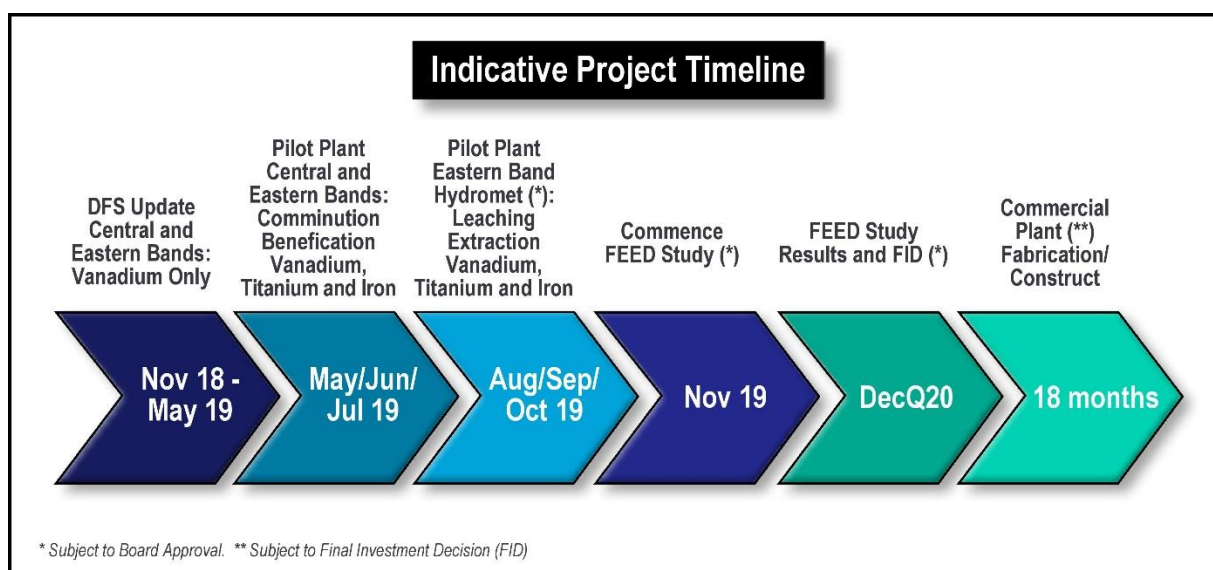 Indicative Project Timeline
DFS Update
Central and
Eastern Bands:
Vanadium Only
Pilot Plant
Central and
Eastern Bands:
Comminution
Benefication
Vanadium,
Titanium and Iron
Pilot Plant
Eastern Band
Hydromet (*):
Leaching
Extraction
Vanadium,
Titanium and Iron
Commence
FEED Study (*)
FEED Study
Results and FID (*)
Commercial
Plant (**)
Fabrication/
Construct
Nov 18 -
May 19
May/Jun/
Jul 19
Aug/Sep/
Oct 19
Nov 19
DecQ20
18 months
* Subject to Board Approval. ** Subject to Final Investment Decision (FID)